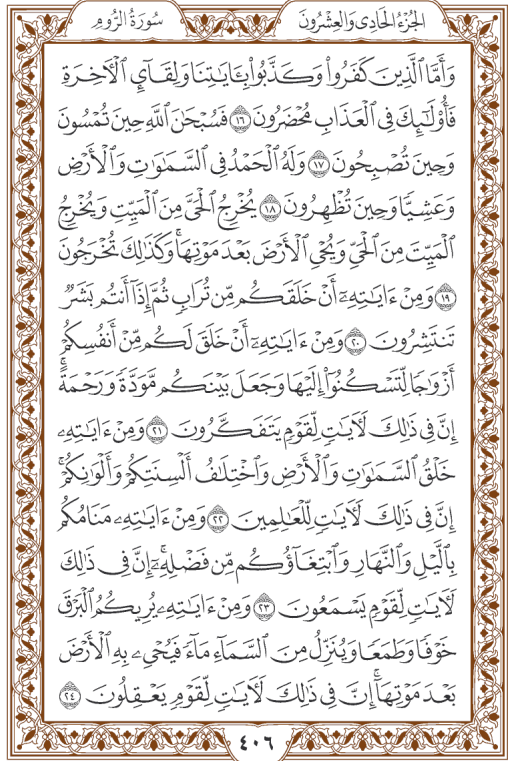 الجُزْءُ الحَادِى وَالعِشْرُونَ
سُورَةُ الرُّومِ
وَأَمَّا ٱلَّذِينَ كَفَرُواْ وَكَذَّبُواْ بِـَٔايَٰتِنَا وَلِقَآيِٕ ٱلْأٓخِرَةِ
فَأُوْلَٰٓئِكَ فِى ٱلْعَذَابِ مُحْضَرُونَ ١٦ فَسُبْحَٰنَ ٱللَّهِ حِينَ تُمْسُونَ
وَحِينَ تُصْبِحُونَ ١٧ وَلَهُ ٱلْحَمْدُ فِى ٱلسَّمَٰوَٰتِ وَٱلْأَرْضِ
وَعَشِيًّا وَحِينَ تُظْهِرُونَ ١٨ يُخْرِجُ ٱلْحَىَّ مِنَ ٱلْمَيِّتِ وَيُخْرِجُ
ٱلْمَيِّتَ مِنَ ٱلْحَىِّ وَيُحْىِ ٱلْأَرْضَ بَعْدَ مَوْتِهَا ۚ وَكَذَٰلِكَ تُخْرَجُونَ
١٩ وَمِنْ ءَايَٰتِهِۦٓ أَنْ خَلَقَكُم مِّن تُرَابٍ ثُمَّ إِذَآ أَنتُم بَشَرٌ
تَنتَشِرُونَ ٢٠ وَمِنْ ءَايَٰتِهِۦٓ أَنْ خَلَقَ لَكُم مِّنْ أَنفُسِكُمْ
أَزْوَٰجًا لِّتَسْكُنُوٓاْ إِلَيْهَا وَجَعَلَ بَيْنَكُم مَّوَدَّةً وَرَحْمَةً ۚ
إِنَّ فِى ذَٰلِكَ لَأٓيَٰتٍ لِّقَوْمٍ يَتَفَكَّرُونَ ٢١ وَمِنْ ءَايَٰتِهِۦ
خَلْقُ ٱلسَّمَٰوَٰتِ وَٱلْأَرْضِ وَٱخْتِلَٰفُ أَلْسِنَتِكُمْ وَأَلْوَٰنِكُمْ ۚ
إِنَّ فِى ذَٰلِكَ لَأٓيَٰتٍ لِّلْعَٰلِمِينَ ٢٢ وَمِنْ ءَايَٰتِهِۦ مَنَامُكُم
بِٱلَّيْلِ وَٱلنَّهَارِ وَٱبْتِغَآؤُكُم مِّن فَضْلِهِۦٓ ۚ إِنَّ فِى ذَٰلِكَ
لَأٓيَٰتٍ لِّقَوْمٍ يَسْمَعُونَ ٢٣ وَمِنْ ءَايَٰتِهِۦ يُرِيكُمُ ٱلْبَرْقَ
خَوْفًا وَطَمَعًا وَيُنَزِّلُ مِنَ ٱلسَّمَآءِ مَآءً فَيُحْىِۦ بِهِ ٱلْأَرْضَ
بَعْدَ مَوْتِهَآ ۚ إِنَّ فِى ذَٰلِكَ لَأٓيَٰتٍ لِّقَوْمٍ يَعْقِلُونَ ٢٤
٤٠٦